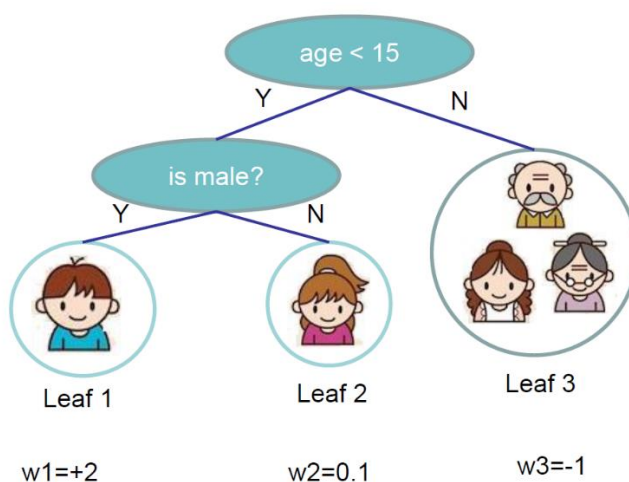 age < 15
Y
N
is male?
Y
N
Leaf 1
Leaf 2
Leaf 3
w1=+2
w2=0.1
w3=-1